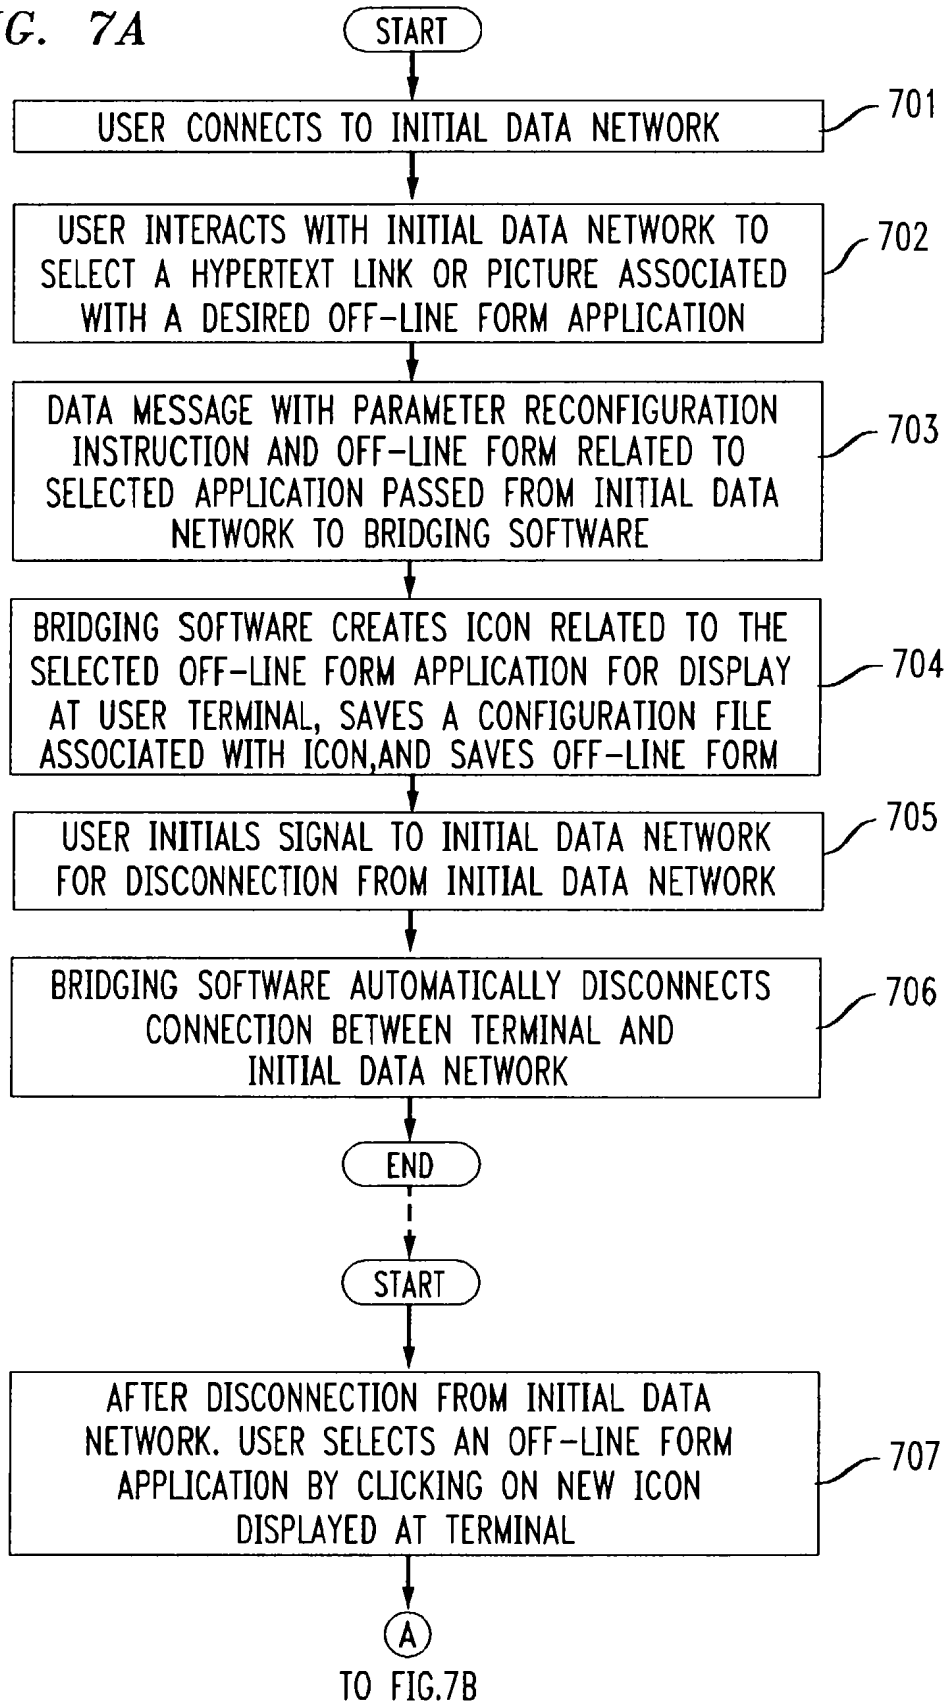 G. 7A
START
701
USER CONNECTS TO INITIAL DATA NETWORK
702
USER INTERACTS WITH INITIAL DATA NETWORK TO
SELECT A HYPERTEXT LINK OR PICTURE ASSOCIATED
WITH A DESIRED OFF-LINE FORM APPLICATION
703
DATA MESSAGE WITH PARAMETER RECONFIGURATION
INSTRUCTION AND OFF-LINE FORM RELATED TO
SELECTED APPLICATION PASSED FROM INITIAL DATA
NETWORK TO BRIDGING SOFTWARE
704
BRIDGING SOFTWARE CREATES ICON RELATED TO THE
SELECTED OFF-LINE FORM APPLICATION FOR DISPLAY
AT USER TERMINAL, SAVES A CONFIGURATION FILE
ASSOCIATED WITH ICON,AND SAVES OFF-LINE FORM
705
USER INITIALS SIGNAL TO INITIAL DATA NETWORK
FOR DISCONNECTION FROM INITIAL DATA NETWORK
706
BRIDGING SOFTWARE AUTOMATICALLY DISCONNECTS
CONNECTION BETWEEN TERMINAL AND
INITIAL DATA NETWORK
END
START
707
AFTER DISCONNECTION FROM INITIAL DATA
NETWORK. USER SELECTS AN OFF-LINE FORM
APPLICATION BY CLICKING ON NEW ICON
DISPLAYED AT TERMINAL
A
TO FIG.7B